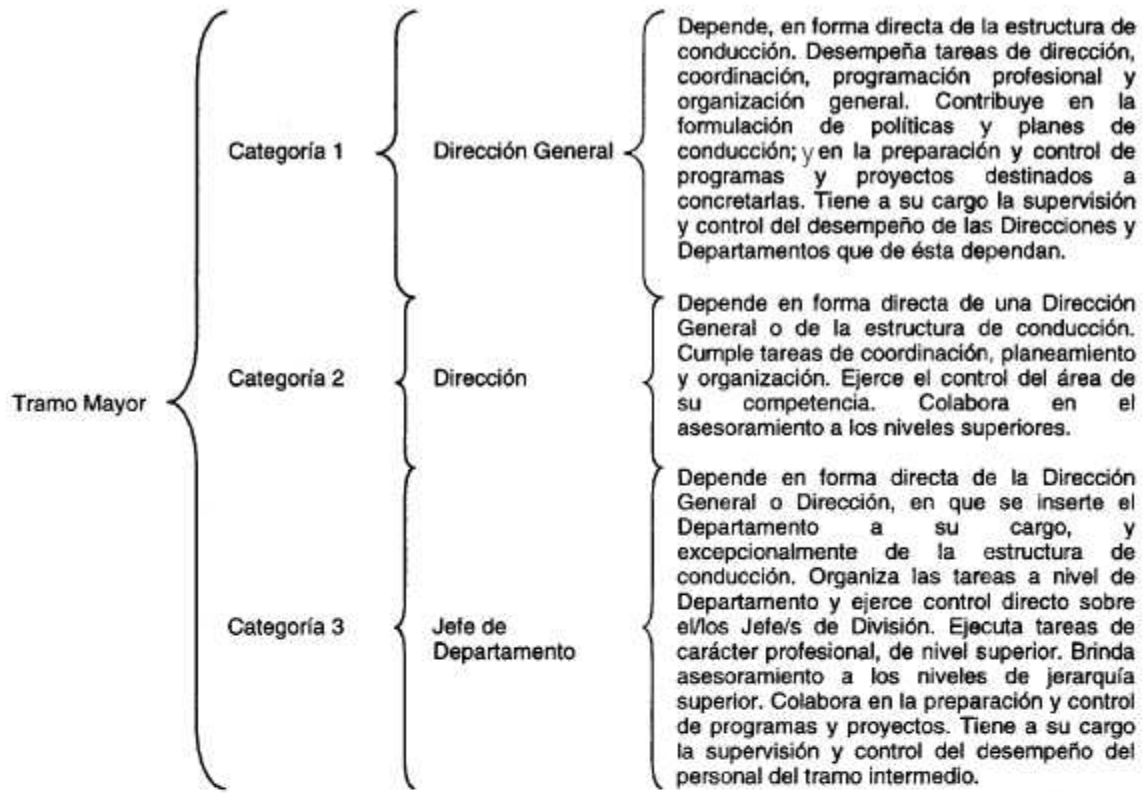 Tramo Mayor
Categoría 1
Dirección General
Depende, en forma directa de la estructura de
conducción. Desempeña tareas de dirección,
coordinación, programación profesional y
organización general. Contribuye en la
formulación de políticas y planes de
conducción; y en la preparación y control de
programas y proyectos destinados a
concretarlas. Tiene a su cargo la supervisión
y control del desempeño de las Direcciones y
Departamentos que de ésta dependan.
Categoría 2
Dirección
Depende en forma directa de una Dirección
General o de la estructura de conducción.
Cumple tareas de coordinación, planeamiento
y organización. Ejerce el control del área de
su competencia. Colabora en el
asesoramiento a los niveles superiores.
Categoría 3
Jefe de
Departamento
Depende en forma directa de la Dirección
General o Dirección, en que se inserte el
Departamento a su cargo, y
excepcionalmente de la estructura de
conducción. Organiza las tareas a nivel de
Departamento y ejerce control directo sobre
el/los Jefe/s de División. Ejecuta tareas de
carácter profesional, de nivel superior. Brinda
asesoramiento a los niveles de jerarquía
superior. Colabora en la preparación y control
de programas y proyectos. Tiene a su cargo
la supervisión y control del desempeño del
personal del tramo intermedio.